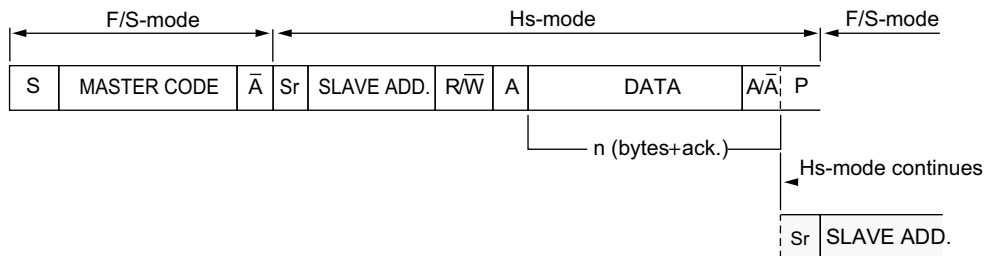 F/S-mode Hs-mode F/S-mode
S MASTER CODE A̅ Sr SLAVE ADD. R/W̅ A DATA A/A̅ P
n (bytes+ack.)
Hs-mode continues
Sr SLAVE ADD.